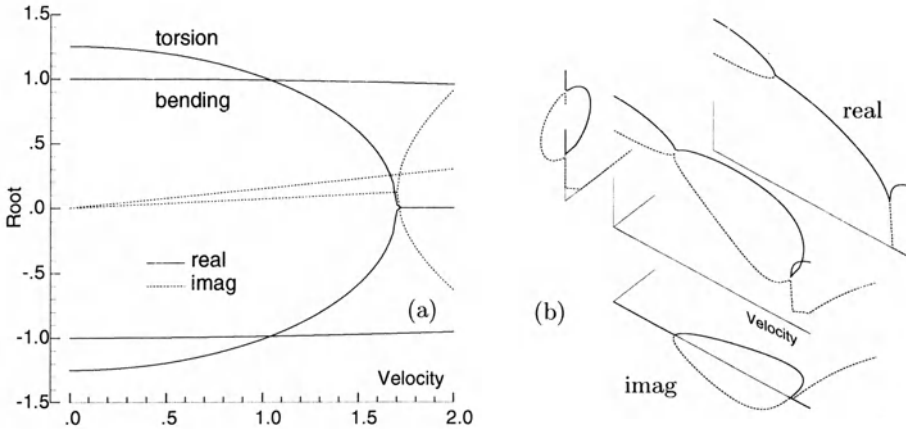 1.5
1.0
.5
.0
-.5
-1.0
-1.5
Root
torsion
bending
real
imag
(a)
Velocity
.0
.5
1.0
1.5
2.0
real
(b)
Velocity
imag